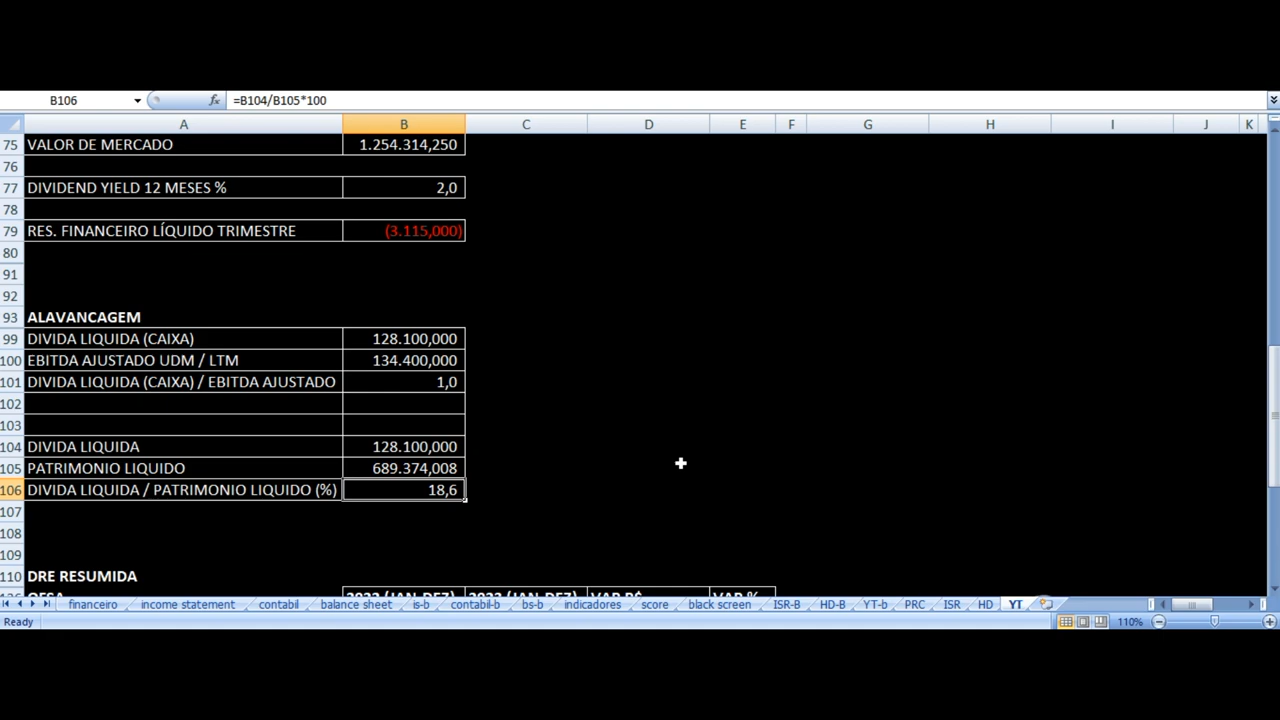 B106 fx =B104/B105*100
A B C D E F G H I J K
75 VALOR DE MERCADO 1.254.314,250
76
77 DIVIDEND YIELD 12 MESES % 2,0
78
79 RES. FINANCEIRO LÍQUIDO TRIMESTRE (3.115,000)
80
91
92
93 ALAVANCAGEM
99 DIVIDA LIQUIDA (CAIXA) 128.100,000
100 EBITDA AJUSTADO UDM / LTM 134.400,000
101 DIVIDA LIQUIDA (CAIXA) / EBITDA AJUSTADO 1,0
102
103
104 DIVIDA LIQUIDA 128.100,000
105 PATRIMONIO LIQUIDO 689.374,008
106 DIVIDA LIQUIDA / PATRIMONIO LIQUIDO (%) 18,6
107
108
109
110 DRE RESUMIDA
financeiro income statement contabil balance sheet is-b contabil-b bs-b indicadores score black screen ISR-B HD-B YT-b PRC ISR HD YT
Ready 110%